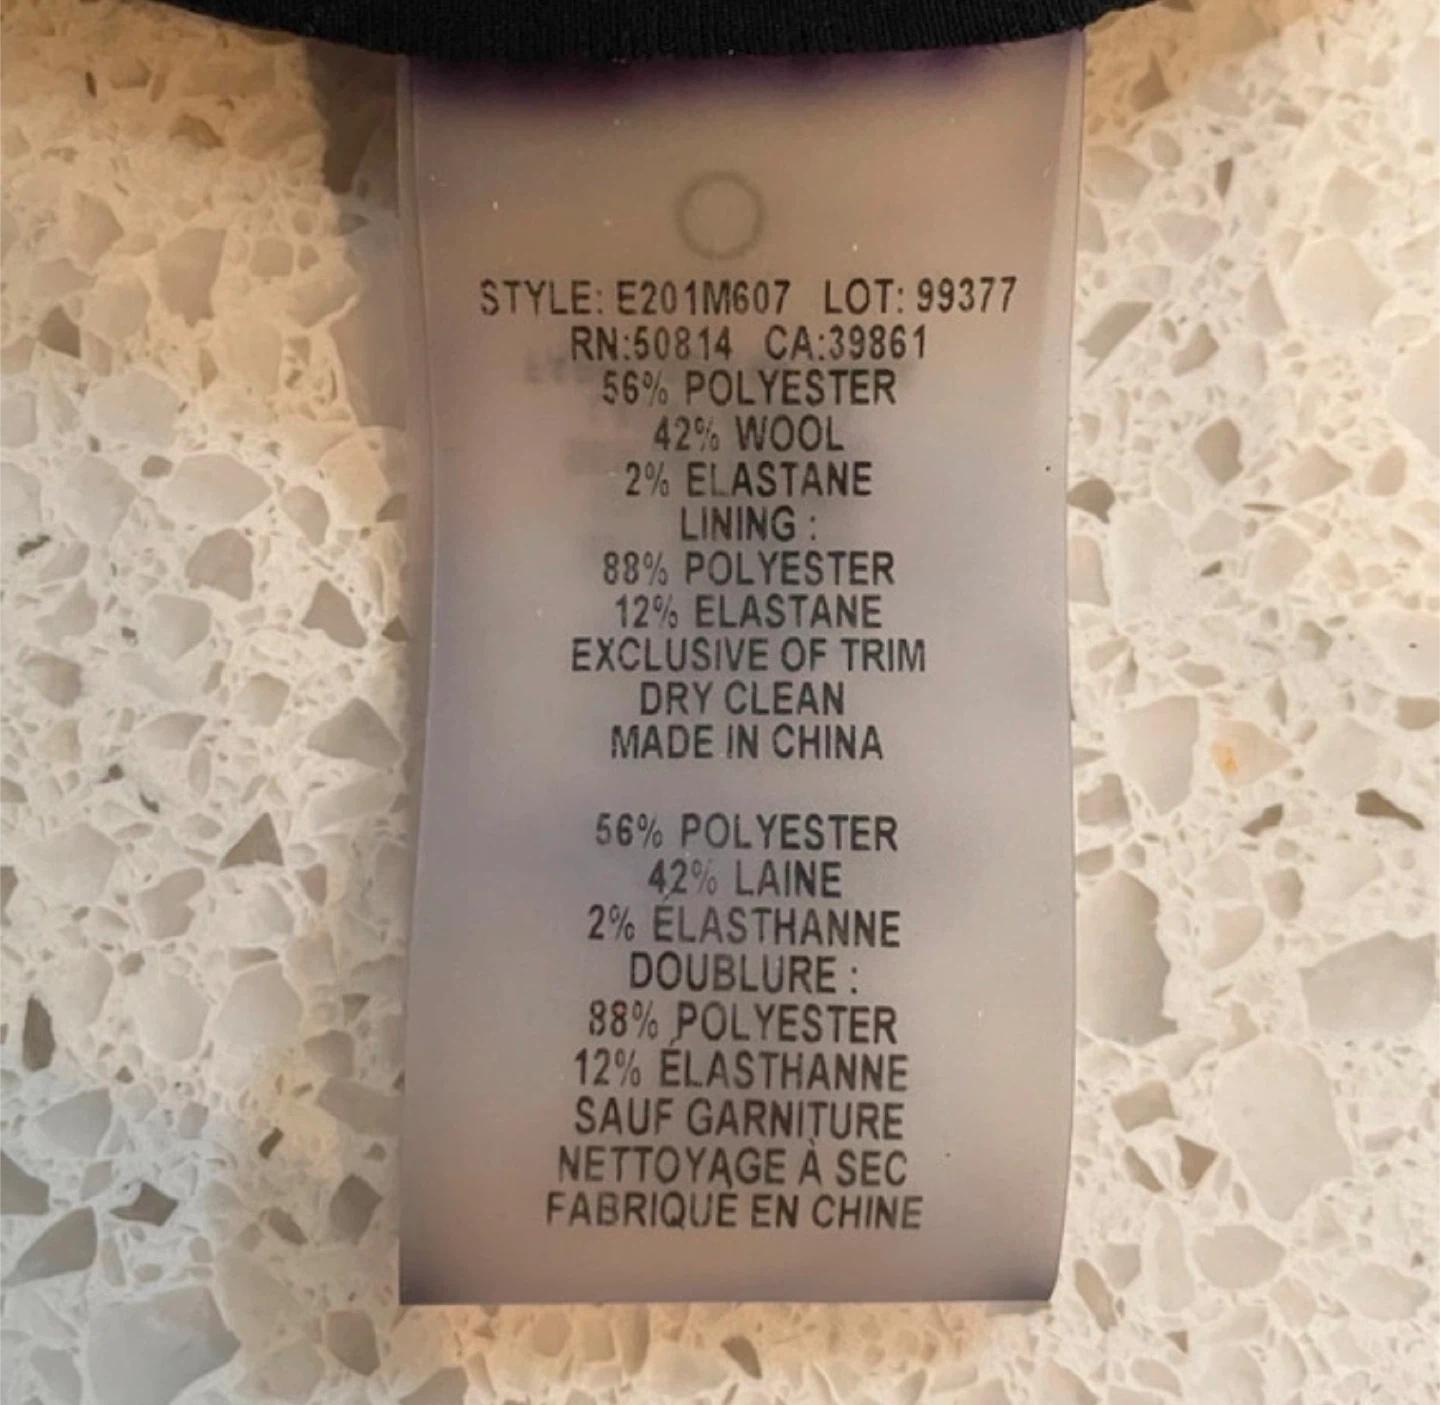 STYLE: E201M607 LOT: 99377
RN:50814 CA:39861
56% POLYESTER
42% WOOL
2% ELASTANE
LINING :
88% POLYESTER
12% ELASTANE
EXCLUSIVE OF TRIM
DRY CLEAN
MADE IN CHINA
56% POLYESTER
42% LAINE
2% ÉLASTHANNE
DOUBLURE :
88% POLYESTER
12% ÉLASTHANNE
SAUF GARNITURE
NETTOYAGE À SEC
FABRIQUÉ EN CHINE